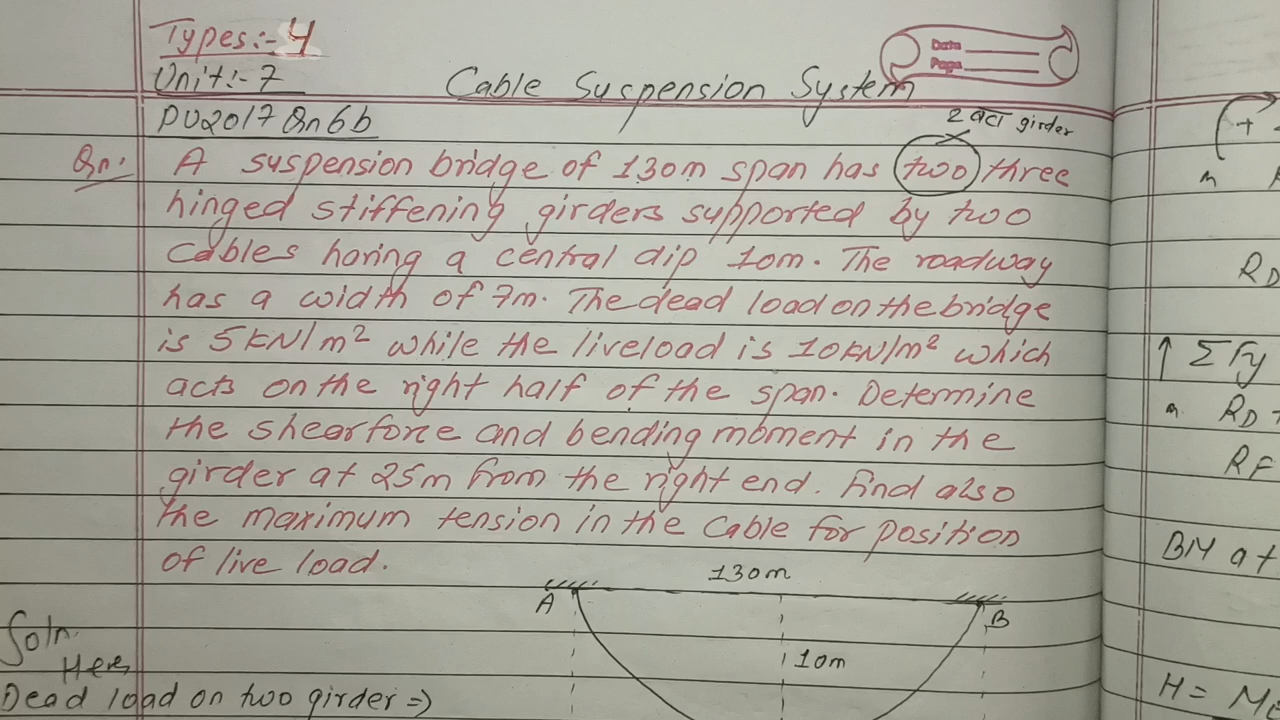 Types:- 4
Unit:- 7
Cable Suspension System
Date
Page
PU2017 Qn6b
2 वटा girder
Qn:
A suspension bridge of 130m span has two three
hinged stiffening girders supported by two
cables having a central dip 10m. The roadway
has a width of 7m. The dead load on the bridge
is 5KN/m² while the liveload is 10KN/m² which
acts on the right half of the span. Determine
the shearforce and bending moment in the
girder at 25m from the right end. Find also
the maximum tension in the cable for position
of live load.
130m
A
B
10m
Soln.
Here,
Dead load on two girder =>
+
RD
↑ ΣFy
RD +
RF
BM at
H =